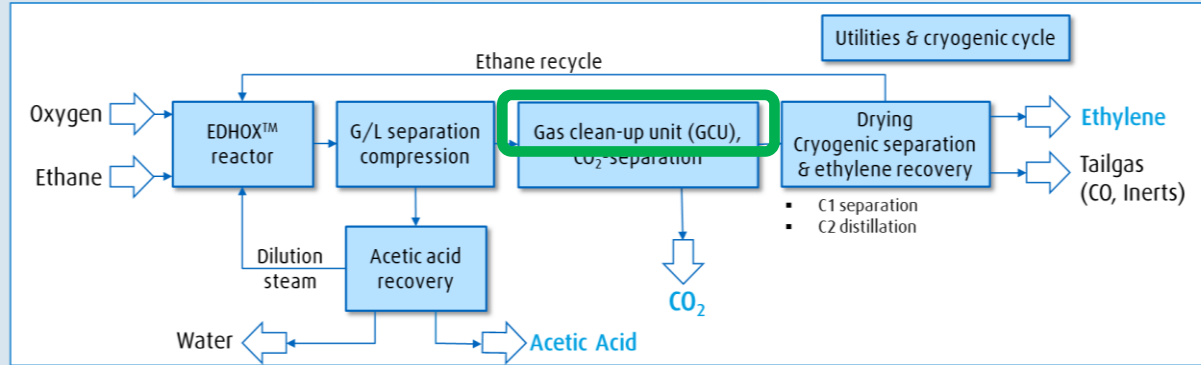 Utilities & cryogenic cycle
Ethane recycle
Oxygen
Ethane
EDHOX™
reactor
G/L separation
compression
Gas clean-up unit (GCU),
CO₂-separation
Drying
Cryogenic separation
& ethylene recovery
Ethylene
Tailgas
(CO, Inerts)
▪ C1 separation
▪ C2 distillation
Dilution
steam
Acetic acid
recovery
CO₂
Water
Acetic Acid